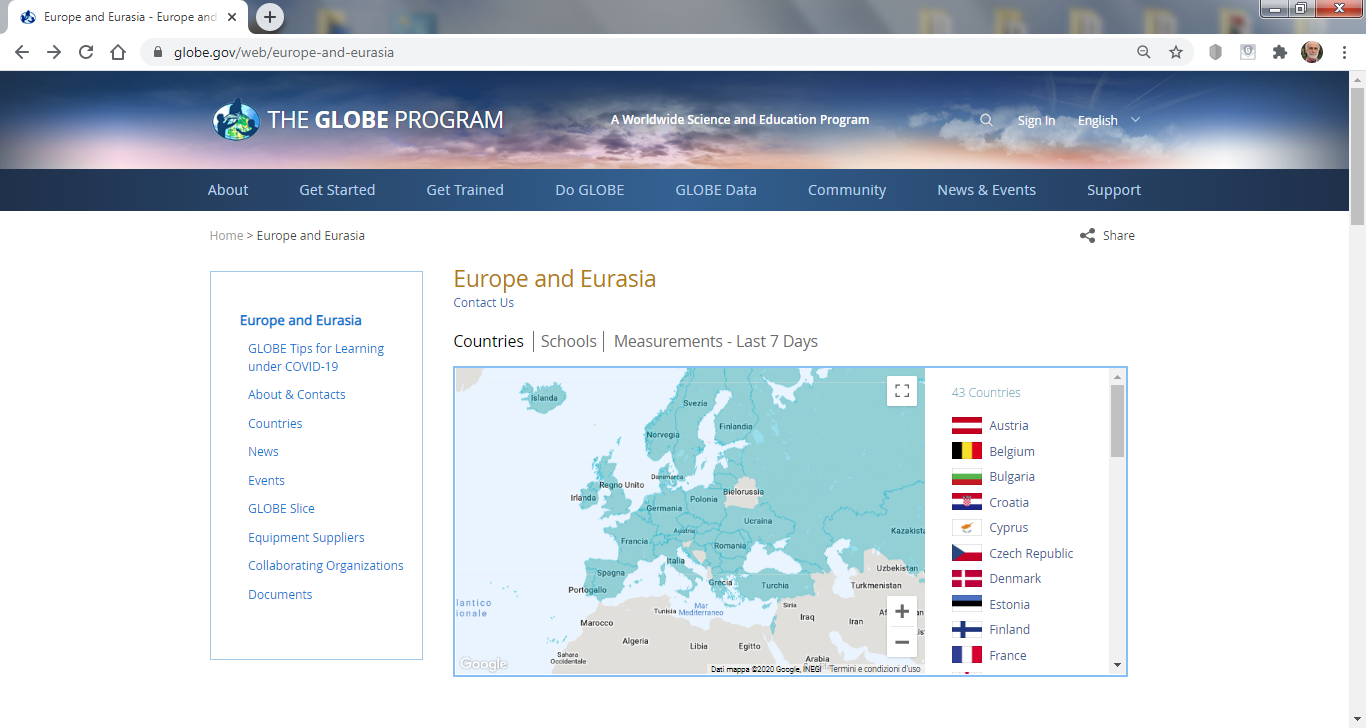 Europe and Eurasia - Europe and
globe.gov/web/europe-and-eurasia
THE GLOBE PROGRAM
A Worldwide Science and Education Program
Sign In
English
About
Get Started
Get Trained
Do GLOBE
GLOBE Data
Community
News & Events
Support
Home > Europe and Eurasia
Share
Europe and Eurasia
GLOBE Tips for Learning
under COVID-19
About & Contacts
Countries
News
Events
GLOBE Slice
Equipment Suppliers
Collaborating Organizations
Documents
Europe and Eurasia
Contact Us
Countries
Schools
Measurements - Last 7 Days
Islanda
Svezia
Finlandia
Norvegia
Danimarca
Regno Unito
Irlanda
Bielorussia
Polonia
Germania
Ucraina
Austria
Kazakista
Francia
Romania
Italia
Uzbekistan
Spagna
Grecia
Turchia
Turkmenistan
Portogallo
lantico
ionale
Tunisia
Mar
Mediterraneo
Siria
Iraq
Iran
Af
Marocco
Algeria
Libia
Egitto
Sahara
Occidentale
Arabia
Google
Dati mappa ©2020 Google, INEGI
Termini e condizioni d'uso
43 Countries
Austria
Belgium
Bulgaria
Croatia
Cyprus
Czech Republic
Denmark
Estonia
Finland
France